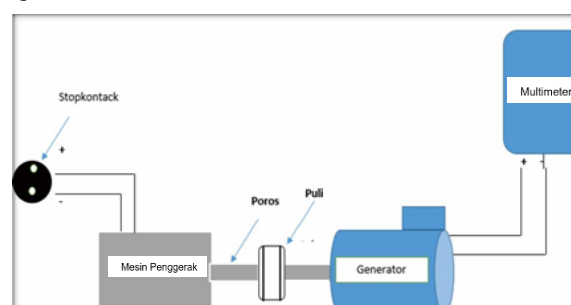 Stopkontack
Multimeter
+
-
+ -
Poros
Puli
Mesin Penggerak
Generator